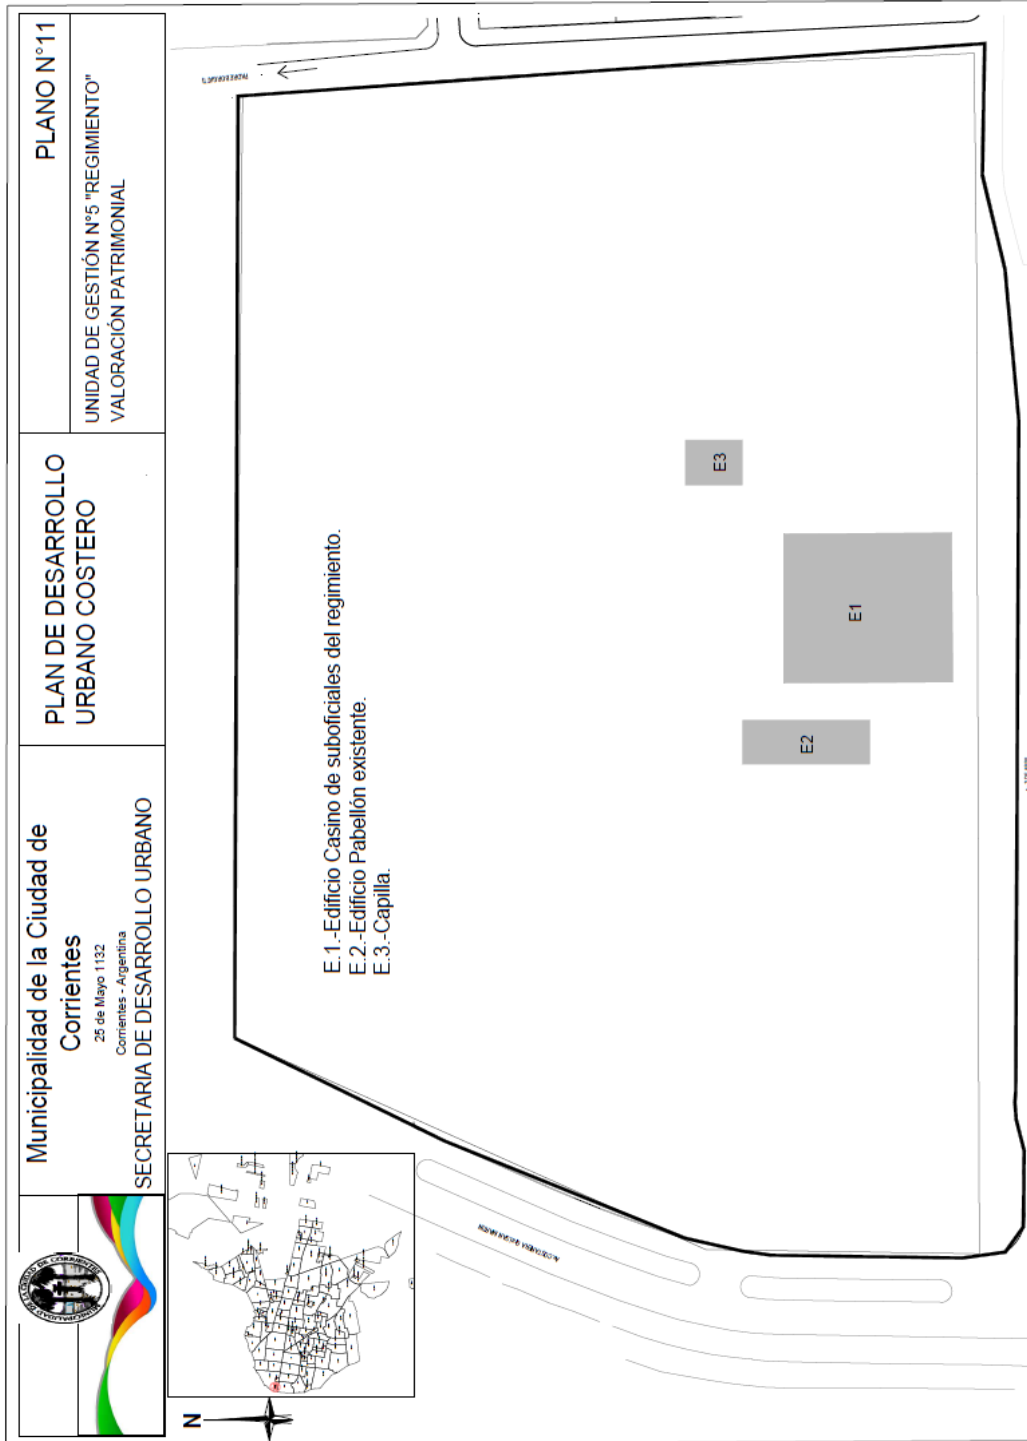 Municipalidad de la Ciudad de
Corrientes
25 de Mayo 1132
Corrientes - Argentina
SECRETARIA DE DESARROLLO URBANO
PLAN DE DESARROLLO
URBANO COSTERO
PLANO N°11
UNIDAD DE GESTIÓN N°5 "REGIMIENTO"
VALORACIÓN PATRIMONIAL
E.1.-Edificio Casino de suboficiales del regimiento.
E.2.-Edificio Pabellón existente.
E.3.-Capilla.
E3
E1
E2
N